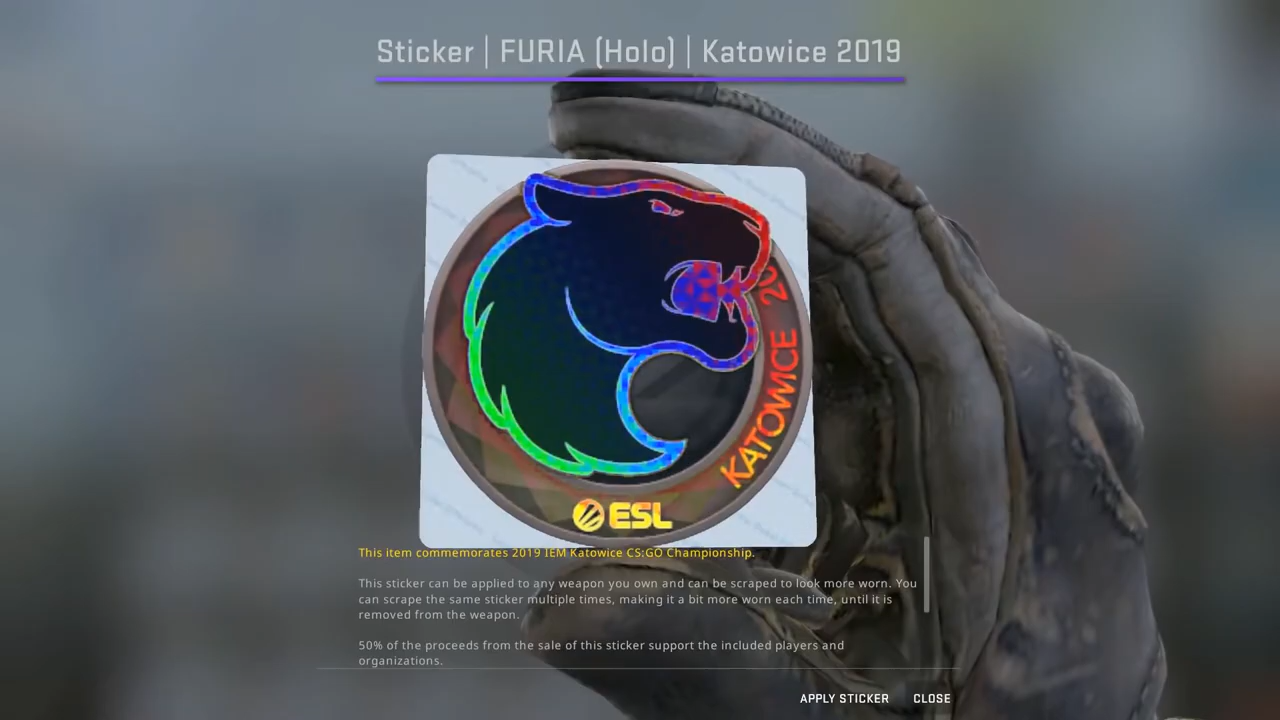 Sticker | FURIA (Holo) | Katowice 2019
KATOWICE 20
ESL
This item commemorates 2019 IEM Katowice CS:GO Championship.
This sticker can be applied to any weapon you own and can be scraped to look more worn. You
can scrape the same sticker multiple times, making it a bit more worn each time, until it is
removed from the weapon.
50% of the proceeds from the sale of this sticker support the included players and
organizations.
APPLY STICKER CLOSE